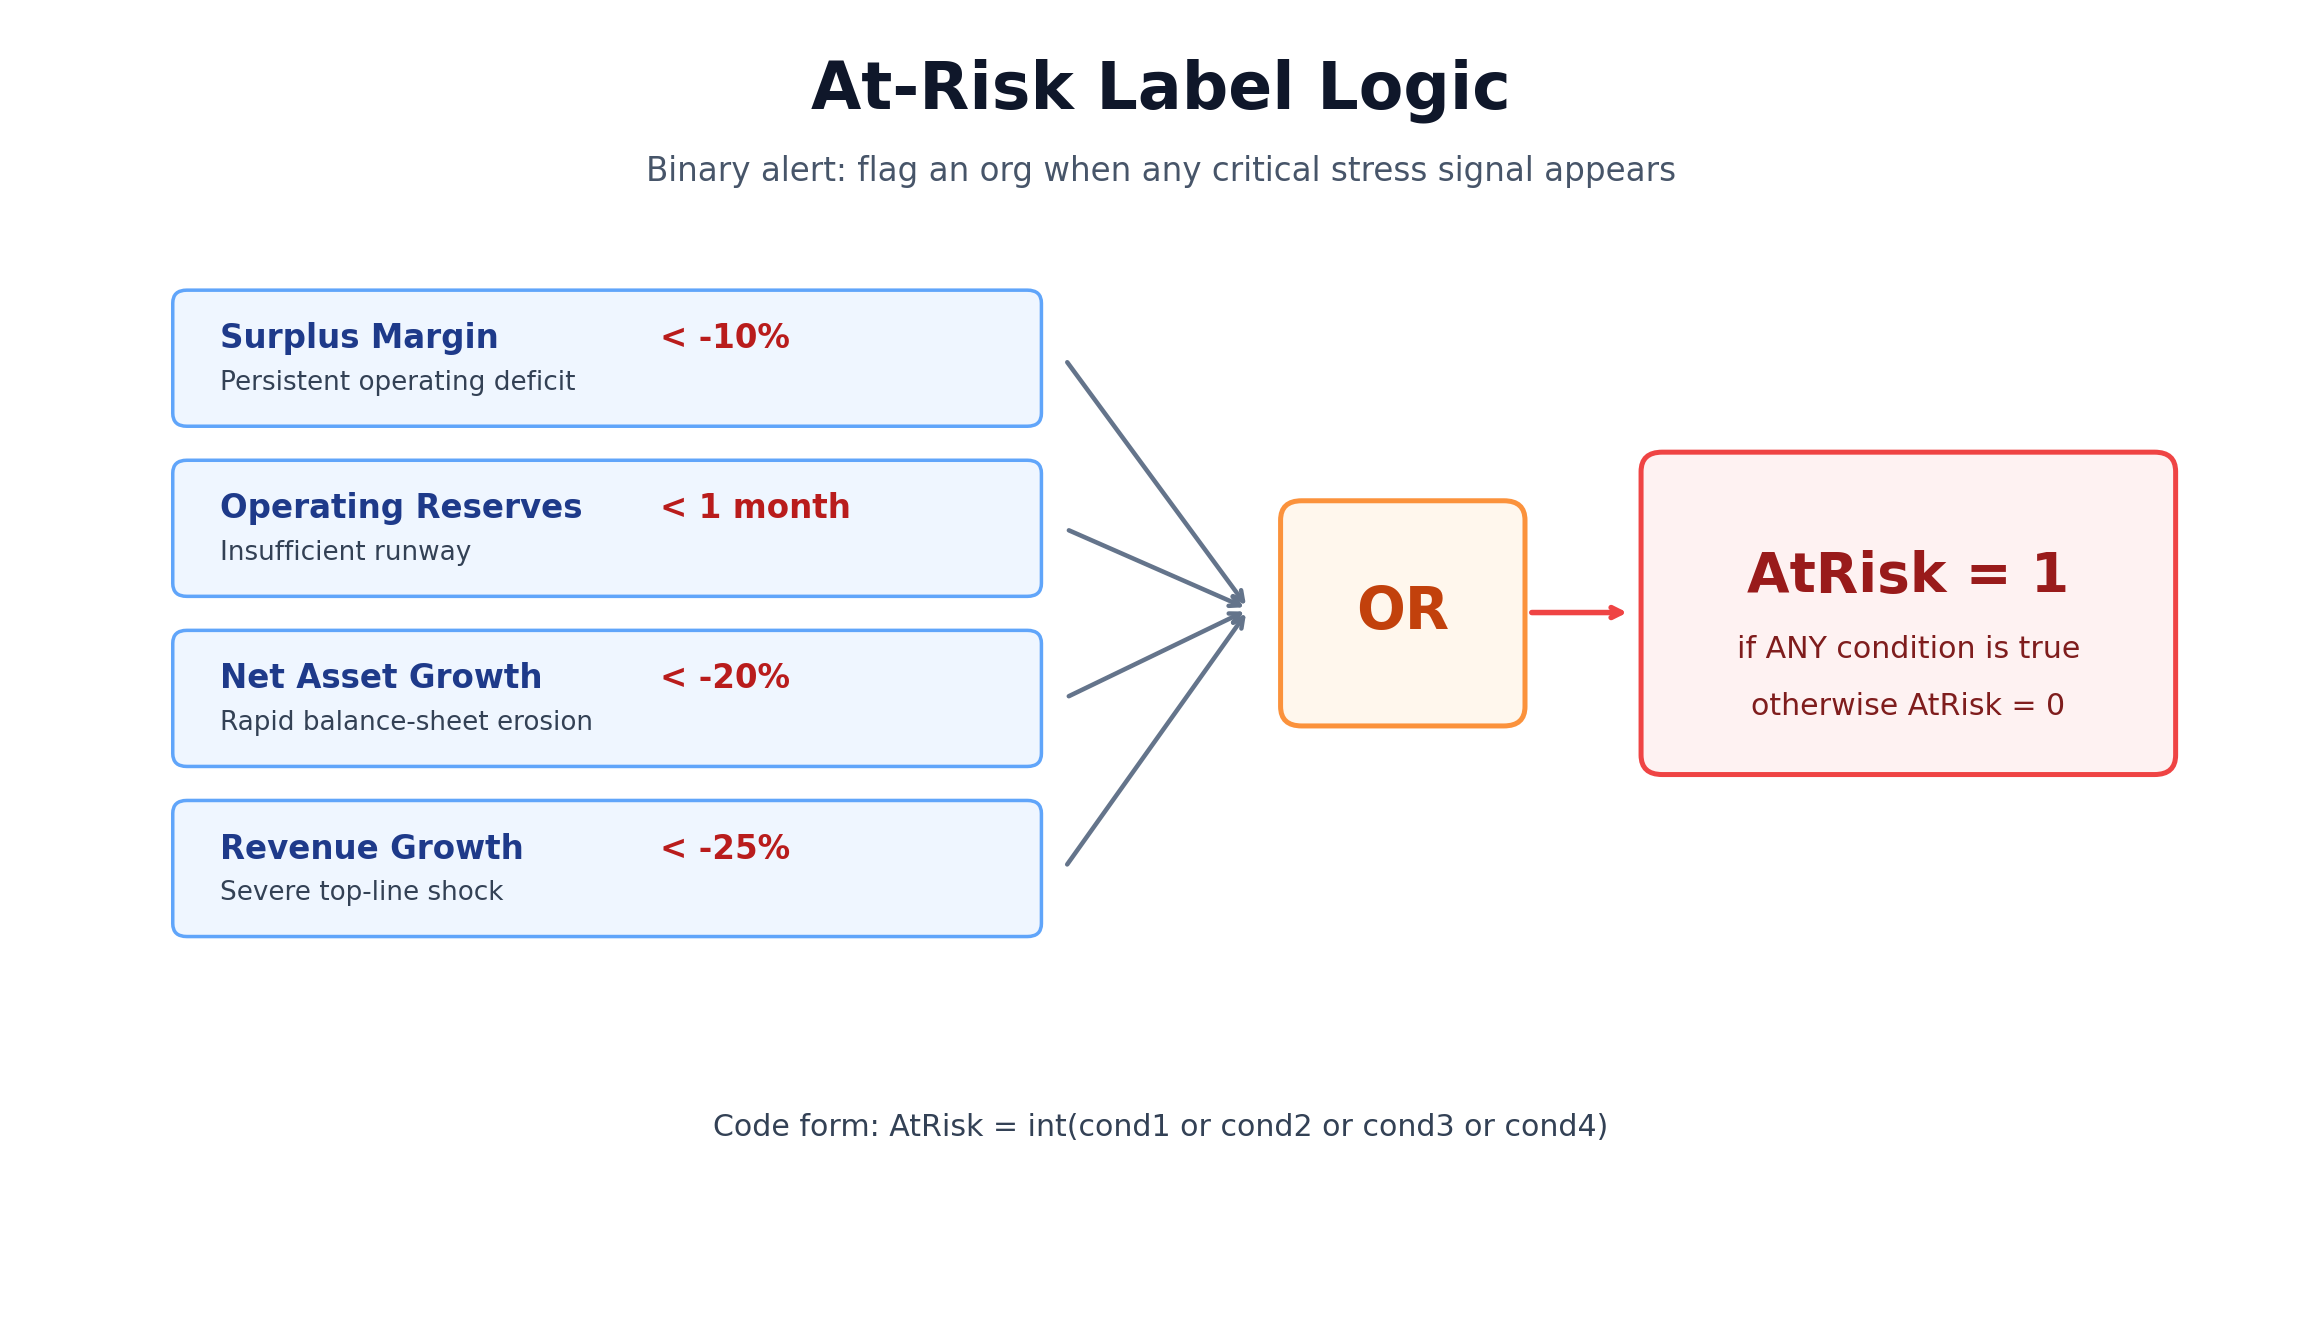 At-Risk Label Logic
Binary alert: flag an org when any critical stress signal appears
Surplus Margin < -10%
Persistent operating deficit
Operating Reserves < 1 month
Insufficient runway
Net Asset Growth < -20%
Rapid balance-sheet erosion
Revenue Growth < -25%
Severe top-line shock
OR
AtRisk = 1
if ANY condition is true
otherwise AtRisk = 0
Code form: AtRisk = int(cond1 or cond2 or cond3 or cond4)